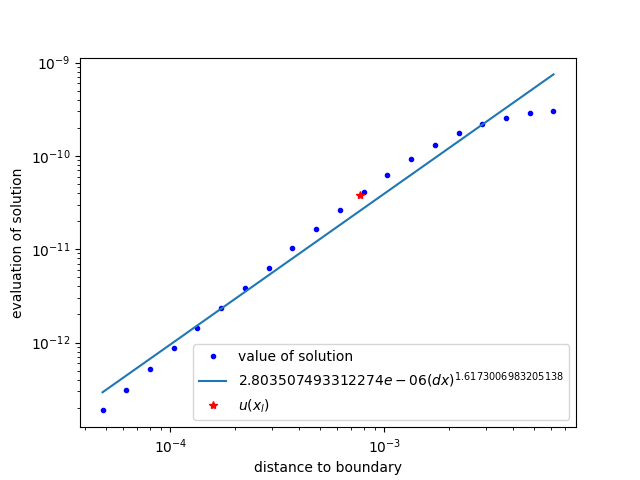 10⁻⁹
10⁻¹⁰
10⁻¹¹
10⁻¹²
evaluation of solution
value of solution
2.803507493312274e − 06(dx)^1.6173006983205138
u(x_l)
10⁻⁴ 10⁻³
distance to boundary